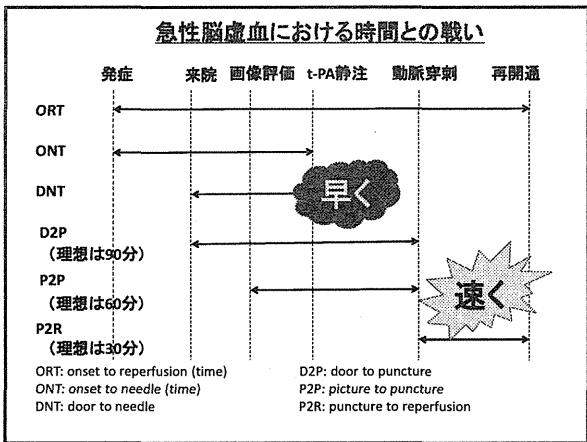 急性脳虚血における時間との戦い
発症 来院 画像評価 t-PA静注 動脈穿刺 再開通
ORT
ONT
DNT
早く
D2P
（理想は90分）
P2P
（理想は60分）
速く
P2R
（理想は30分）
ORT: onset to reperfusion (time)
ONT: onset to needle (time)
DNT: door to needle
D2P: door to puncture
P2P: picture to puncture
P2R: puncture to reperfusion